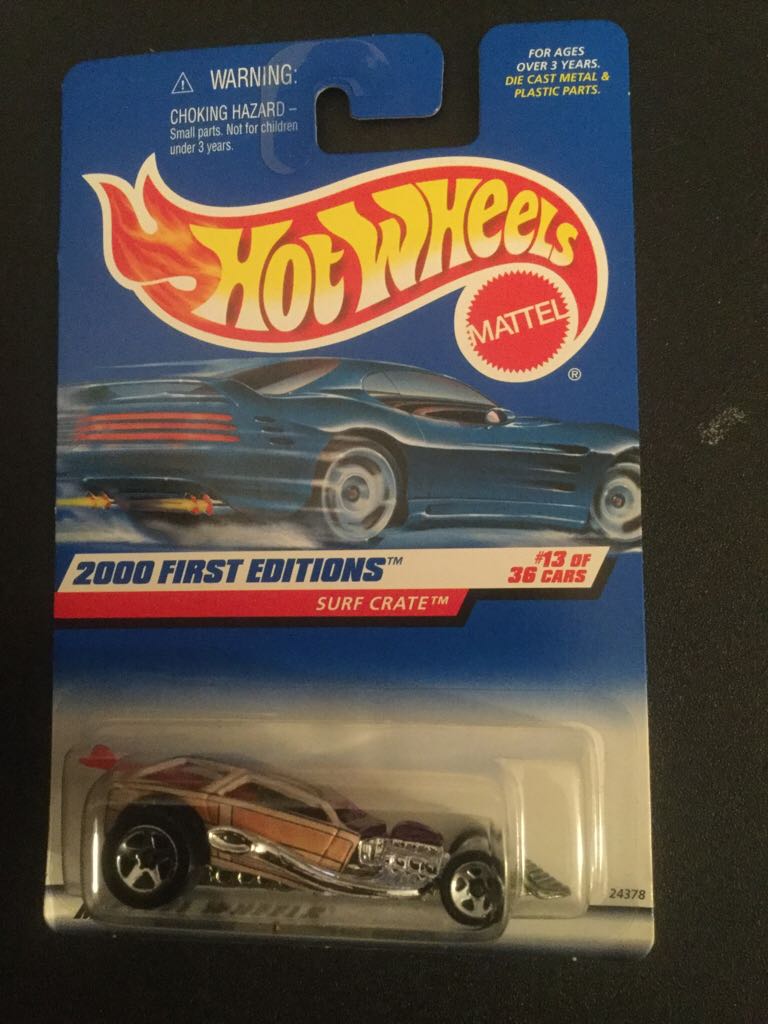 WARNING:
CHOKING HAZARD –
Small parts. Not for children
under 3 years.
FOR AGES
OVER 3 YEARS.
DIE CAST METAL &
PLASTIC PARTS.
HOT WHEELS
MATTEL
®
2000 FIRST EDITIONS™
#13 OF
36 CARS
SURF CRATE™
24378